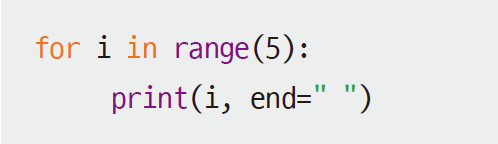 for i in range(5):
    print(i, end=" ")